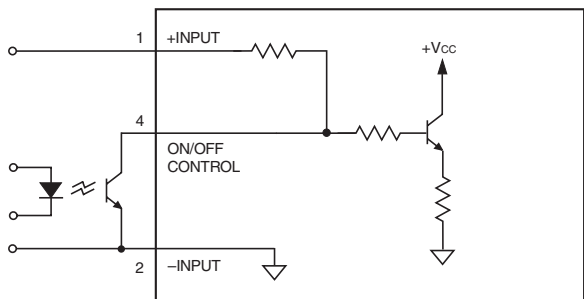 1 +INPUT
+Vcc
4
ON/OFF
CONTROL
2 –INPUT